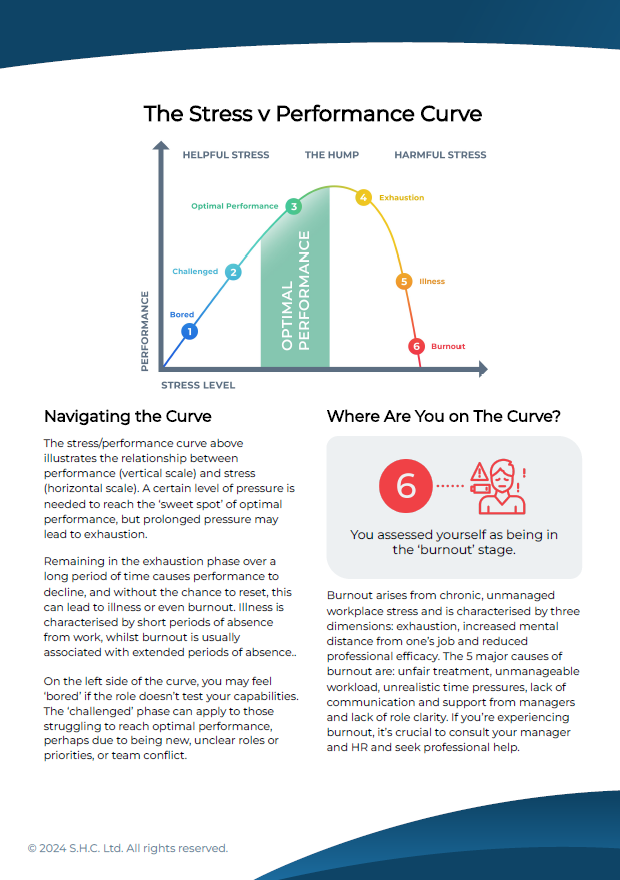 The Stress v Performance Curve
HELPFUL STRESS
THE HUMP
HARMFUL STRESS
Optimal Performance
3
4
Exhaustion
Challenged
2
5
Illness
Bored
1
6
Burnout
OPTIMAL
PERFORMANCE
PERFORMANCE
STRESS LEVEL
Navigating the Curve
The stress/performance curve above
illustrates the relationship between
performance (vertical scale) and stress
(horizontal scale). A certain level of pressure is
needed to reach the ‘sweet spot’ of optimal
performance, but prolonged pressure may
lead to exhaustion.
Remaining in the exhaustion phase over a
long period of time causes performance to
decline, and without the chance to reset, this
can lead to illness or even burnout. Illness is
characterised by short periods of absence
from work, whilst burnout is usually
associated with extended periods of absence..
On the left side of the curve, you may feel
‘bored’ if the role doesn’t test your capabilities.
The ‘challenged’ phase can apply to those
struggling to reach optimal performance,
perhaps due to being new, unclear roles or
priorities, or team conflict.
Where Are You on The Curve?
6
You assessed yourself as being in
the ‘burnout’ stage.
Burnout arises from chronic, unmanaged
workplace stress and is characterised by three
dimensions: exhaustion, increased mental
distance from one’s job and reduced
professional efficacy. The 5 major causes of
burnout are: unfair treatment, unmanageable
workload, unrealistic time pressures, lack of
communication and support from managers
and lack of role clarity. If you’re experiencing
burnout, it’s crucial to consult your manager
and HR and seek professional help.
© 2024 S.H.C. Ltd. All rights reserved.